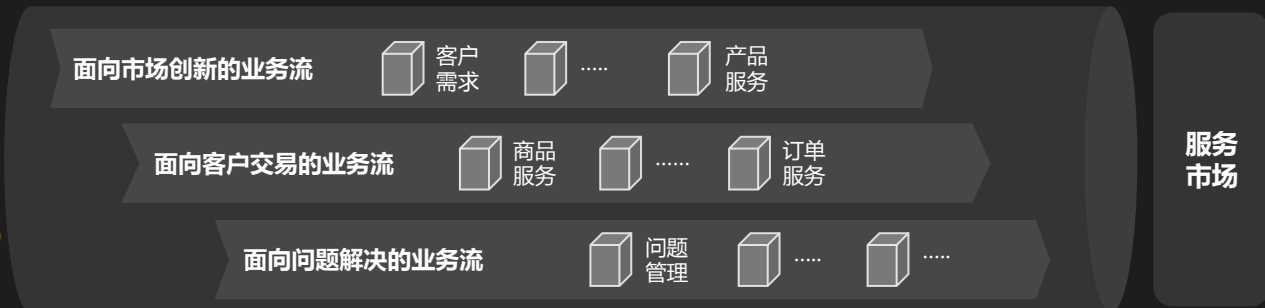 面向市场创新的业务流
客户
需求
.....
产品
服务
面向客户交易的业务流
商品
服务
......
订单
服务
面向问题解决的业务流
问题
管理
.....
.....
服务
市场